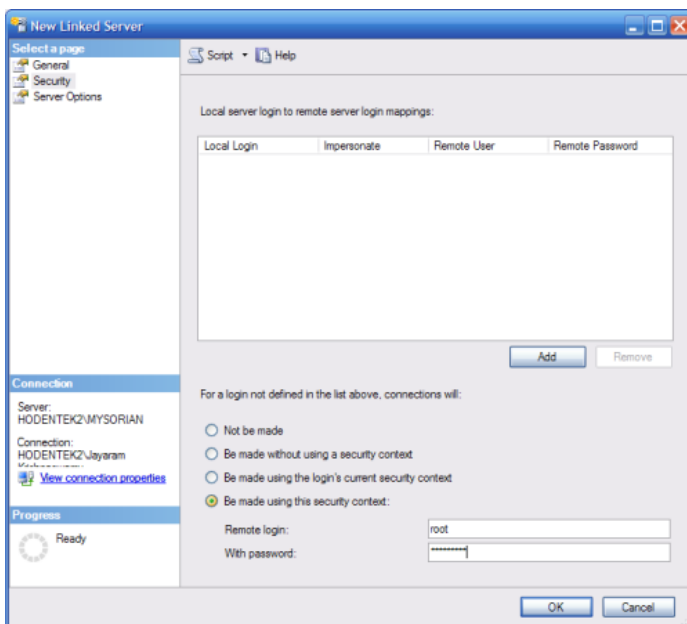 New Linked Server
Select a page
General
Security
Server Options
Script Help
Local server login to remote server login mappings:
Local Login Impersonate Remote User Remote Password
Add Remove
For a login not defined in the list above, connections will:
Not be made
Be made without using a security context
Be made using the login's current security context
Be made using this security context:
Remote login: root
With password: *********
Connection
Server:
HODENTEK2\MYSORIAN
Connection:
HODENTEK2\Jayaram
View connection properties
Progress
Ready
OK Cancel